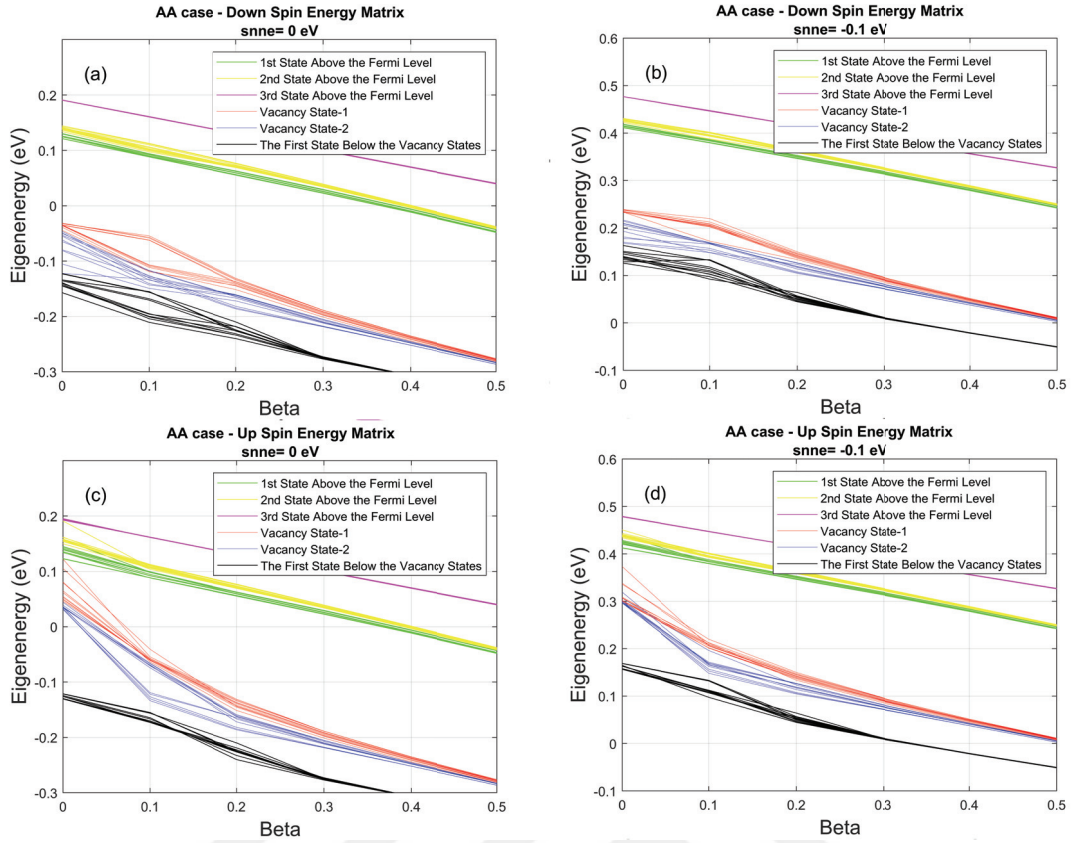 AA case - Down Spin Energy Matrix
snne= 0 eV
(a)
1st State Above the Fermi Level
2nd State Above the Fermi Level
3rd State Above the Fermi Level
Vacancy State-1
Vacancy State-2
The First State Below the Vacancy States
Eigenenergy (eV)
0.2
0.1
0
-0.1
-0.2
-0.3
0 0.1 0.2 0.3 0.4 0.5
Beta
AA case - Down Spin Energy Matrix
snne= -0.1 eV
(b)
1st State Above the Fermi Level
2nd State Above the Fermi Level
3rd State Above the Fermi Level
Vacancy State-1
Vacancy State-2
The First State Below the Vacancy States
Eigenenergy (eV)
0.6
0.5
0.4
0.3
0.2
0.1
0
-0.1
0 0.1 0.2 0.3 0.4 0.5
Beta
AA case - Up Spin Energy Matrix
snne= 0 eV
(c)
1st State Above the Fermi Level
2nd State Above the Fermi Level
3rd State Above the Fermi Level
Vacancy State-1
Vacancy State-2
The First State Below the Vacancy States
Eigenenergy (eV)
0.2
0.1
0
-0.1
-0.2
-0.3
0 0.1 0.2 0.3 0.4 0.5
Beta
AA case - Up Spin Energy Matrix
snne= -0.1 eV
(d)
1st State Above the Fermi Level
2nd State Above the Fermi Level
3rd State Above the Fermi Level
Vacancy State-1
Vacancy State-2
The First State Below the Vacancy States
Eigenenergy (eV)
0.6
0.5
0.4
0.3
0.2
0.1
0
-0.1
0 0.1 0.2 0.3 0.4 0.5
Beta